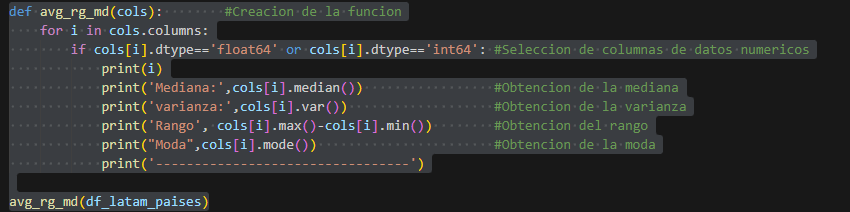 def avg_rg_md(cols):        #Creacion de la funcion
    for i in cols.columns:
        if cols[i].dtype=='float64' or cols[i].dtype=='int64': #Seleccion de columnas de datos numericos
            print(i)
            print('Mediana:',cols[i].median())                 #Obtencion de la mediana
            print('varianza:',cols[i].var())                   #Obtencion de la varianza
            print('Rango', cols[i].max()-cols[i].min())        #Obtencion del rango
            print("Moda",cols[i].mode())                       #Obtencion de la moda
            print('---------------------------------')
avg_rg_md(df_latam_paises)